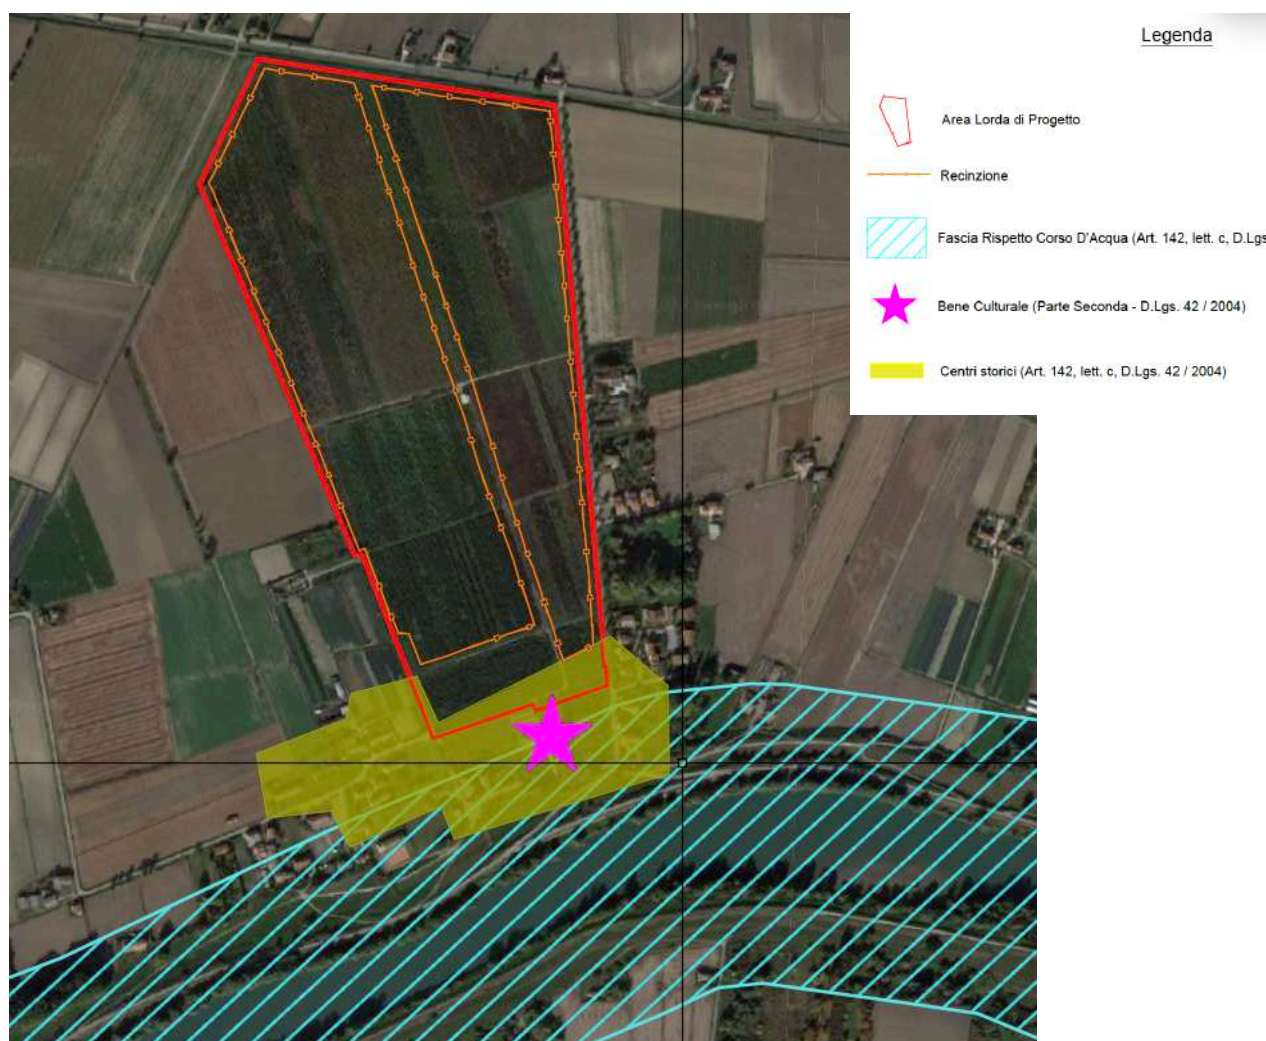 Legenda
Area Lorda di Progetto
Recinzione
Fascia Rispetto Corso D'Acqua (Art. 142, lett. c, D.Lgs
Bene Culturale (Parte Seconda - D.Lgs. 42 / 2004)
Centri storici (Art. 142, lett. c, D.Lgs. 42 / 2004)